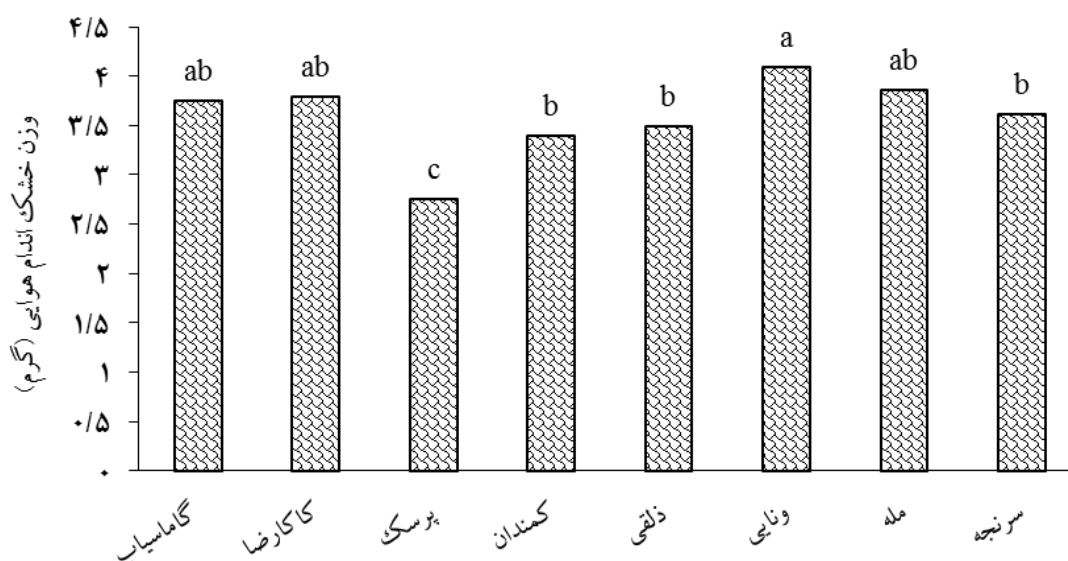 وزن خشک اندام هوایی (گرم)
۴/۵
۴
۳/۵
۳
۲/۵
۲
۱/۵
۱
۰/۵
۰
ab
ab
c
b
b
a
ab
b
گاماسیاب
کاکارضا
پرسک
کمندان
ذلقی
ونایی
مله
سرنجه